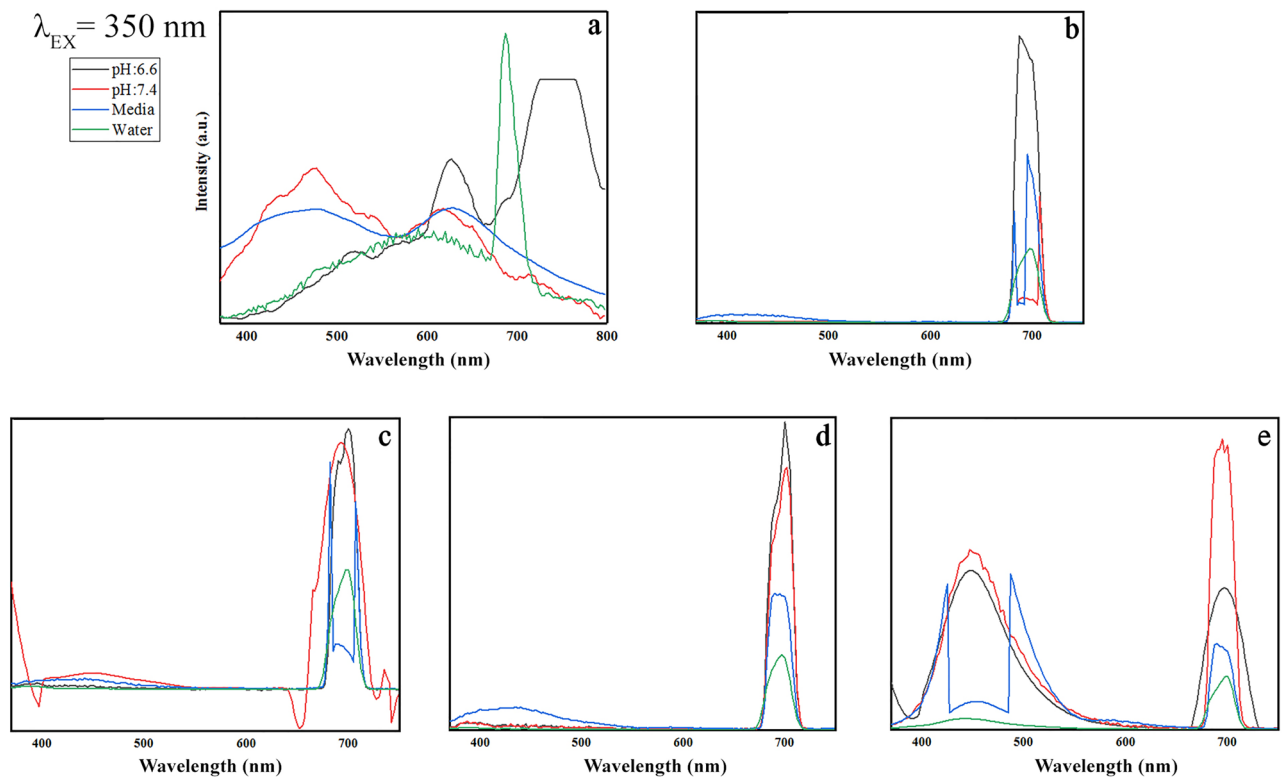 λEX= 350 nm
pH:6.6
pH:7.4
Media
Water
a
Intensity (a.u.)
400 500 600 700 800
Wavelength (nm)
b
400 500 600 700
Wavelength (nm)
c
400 500 600 700
Wavelength (nm)
d
400 500 600 700
Wavelength (nm)
e
400 500 600 700
Wavelength (nm)